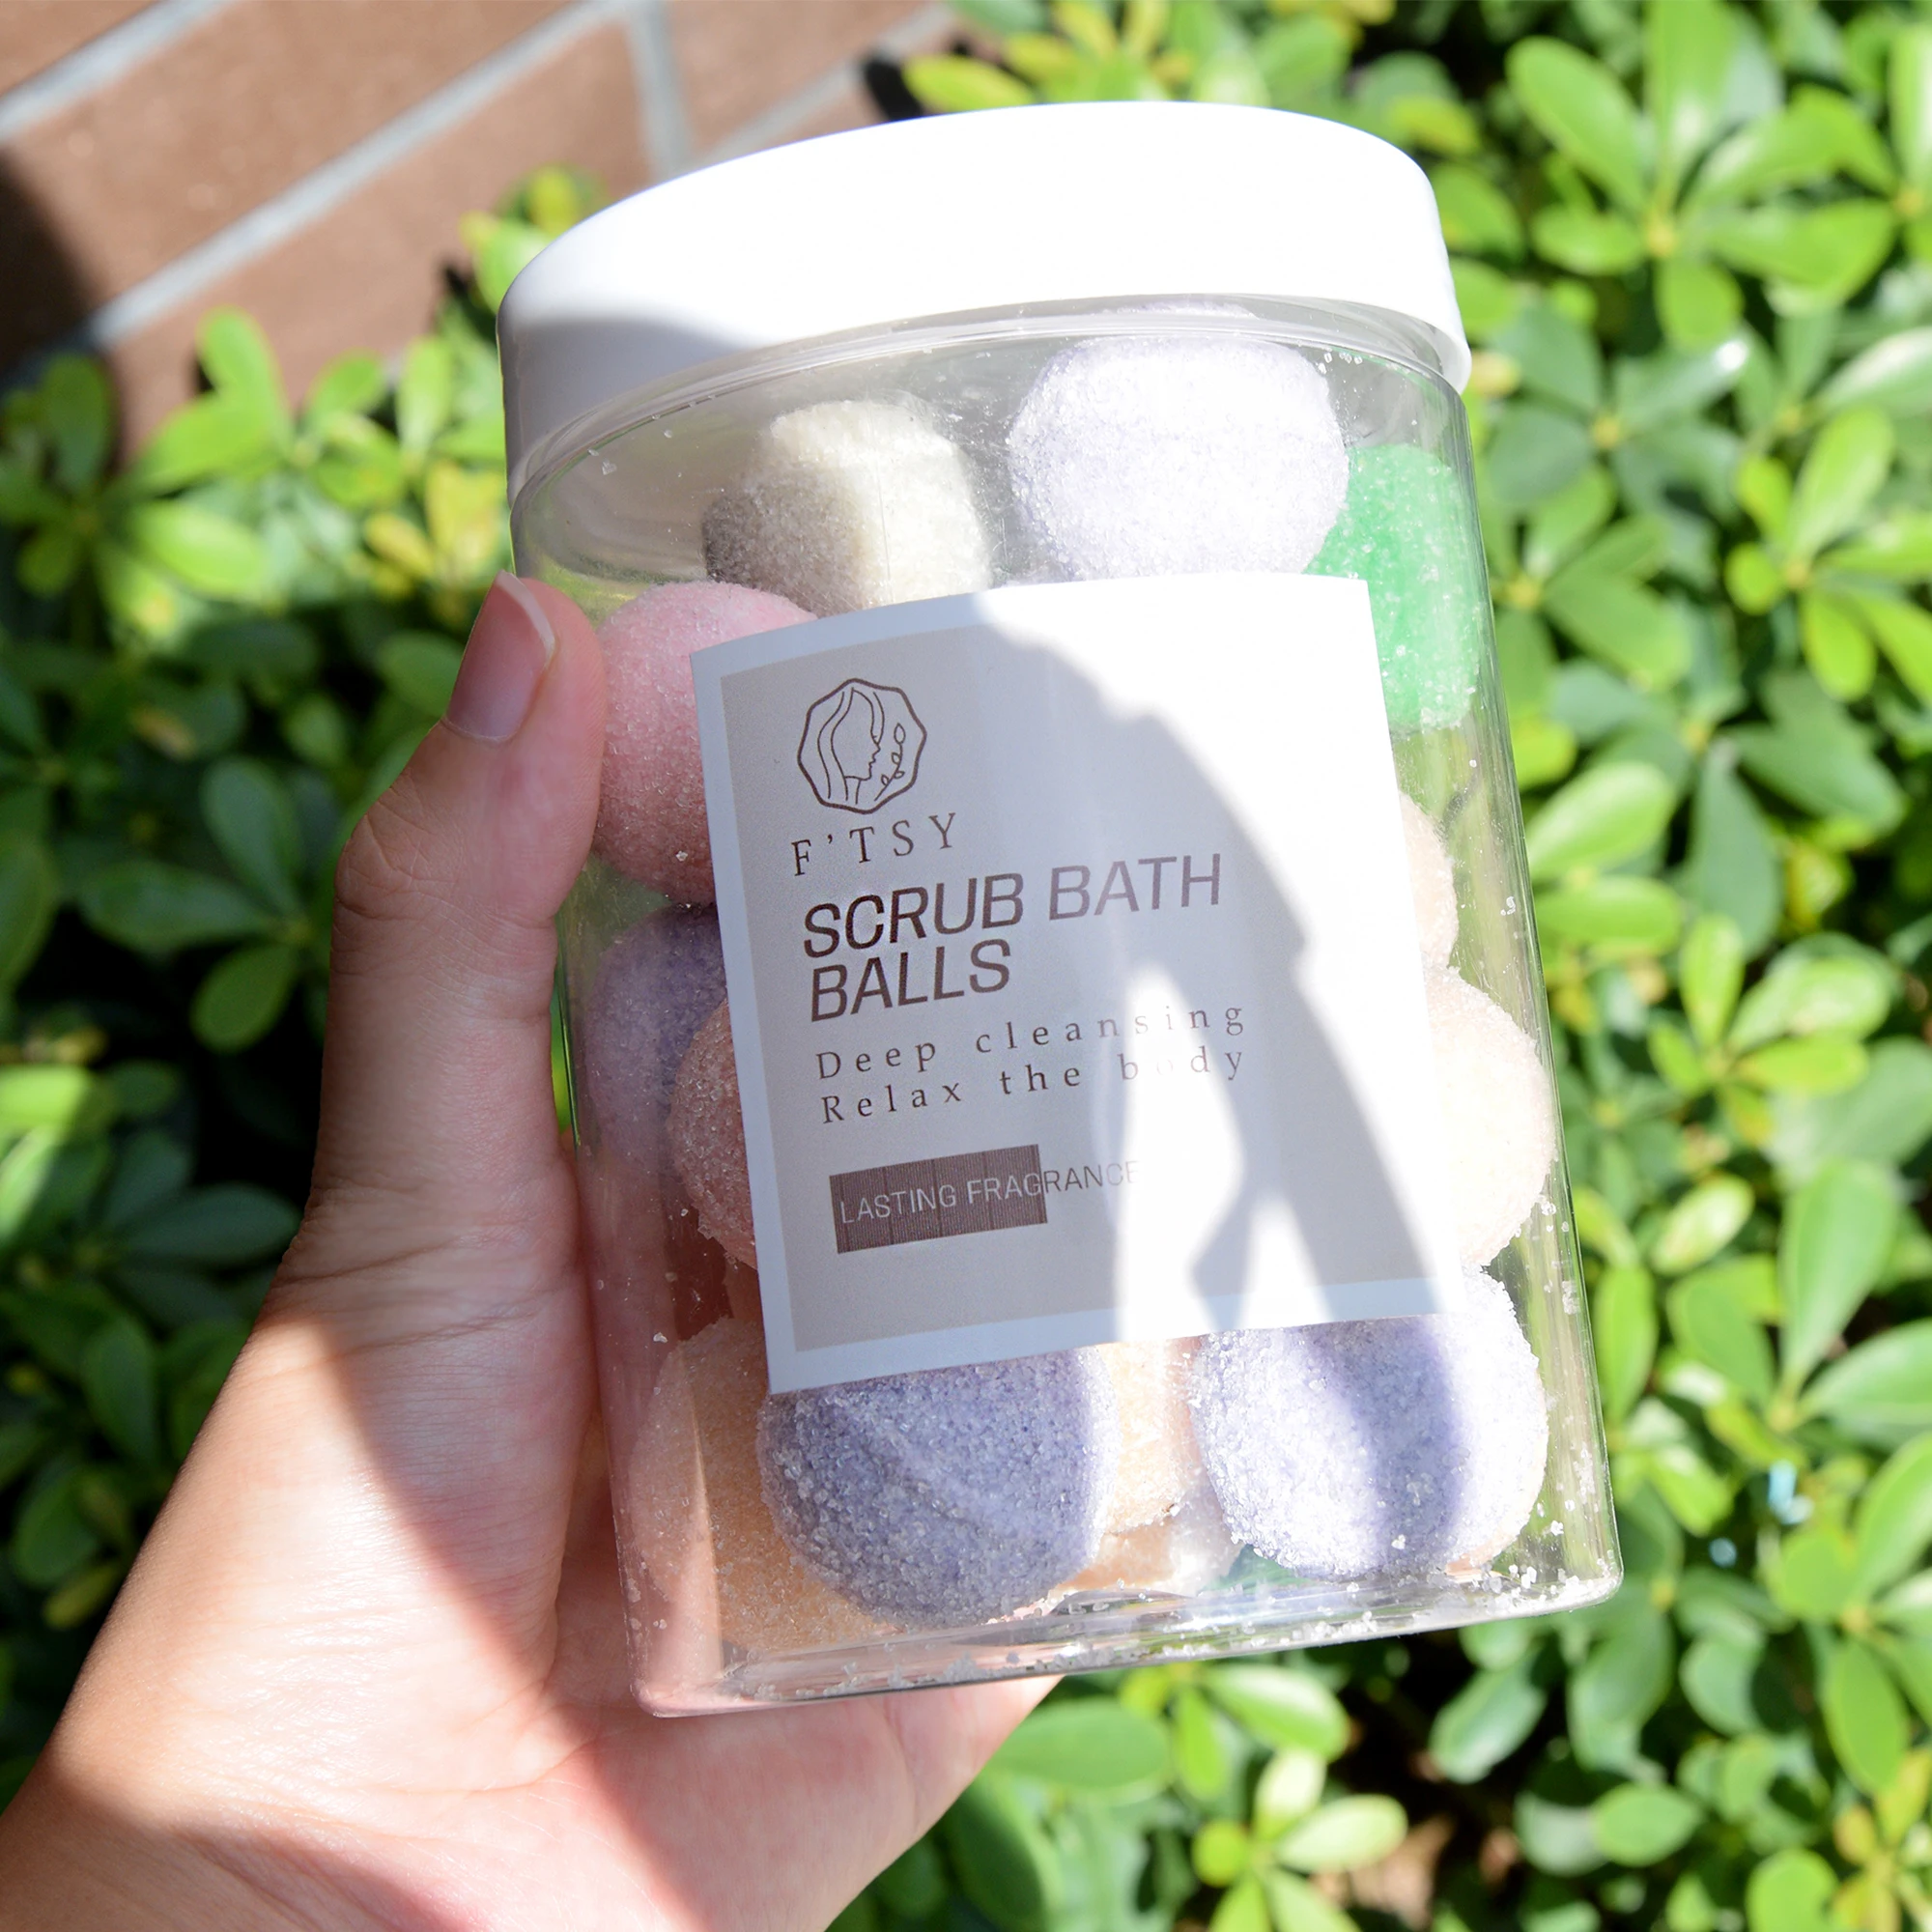 F'TSY
SCRUB BATH
BALLS
Deep cleansing
Relax the body
LASTING FRAGRANCE